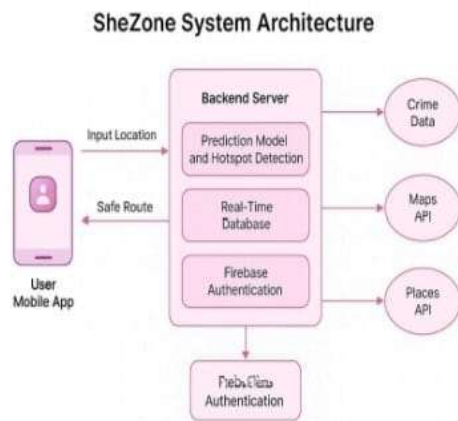 SheZone System Architecture
Backend Server
Input Location
Prediction Model
and Hotspot Detection
Safe Route
Real-Time
Database
Firebase
Authentication
User
Mobile App
Crime
Data
Maps
API
Places
API
Authentication